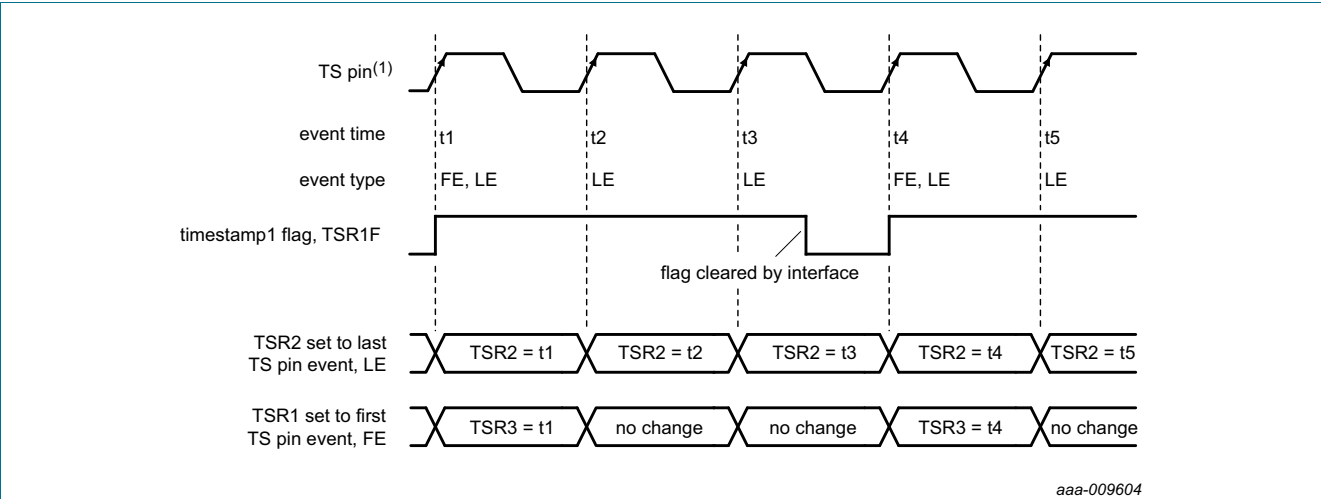 TS pin(1)
event time
t1 t2 t3 t4 t5
event type
FE, LE LE LE FE, LE LE
timestamp1 flag, TSR1F
flag cleared by interface
TSR2 set to last
TS pin event, LE
TSR2 = t1 TSR2 = t2 TSR2 = t3 TSR2 = t4 TSR2 = t5
TSR1 set to first
TS pin event, FE
TSR3 = t1 no change no change TSR3 = t4 no change
aaa-009604